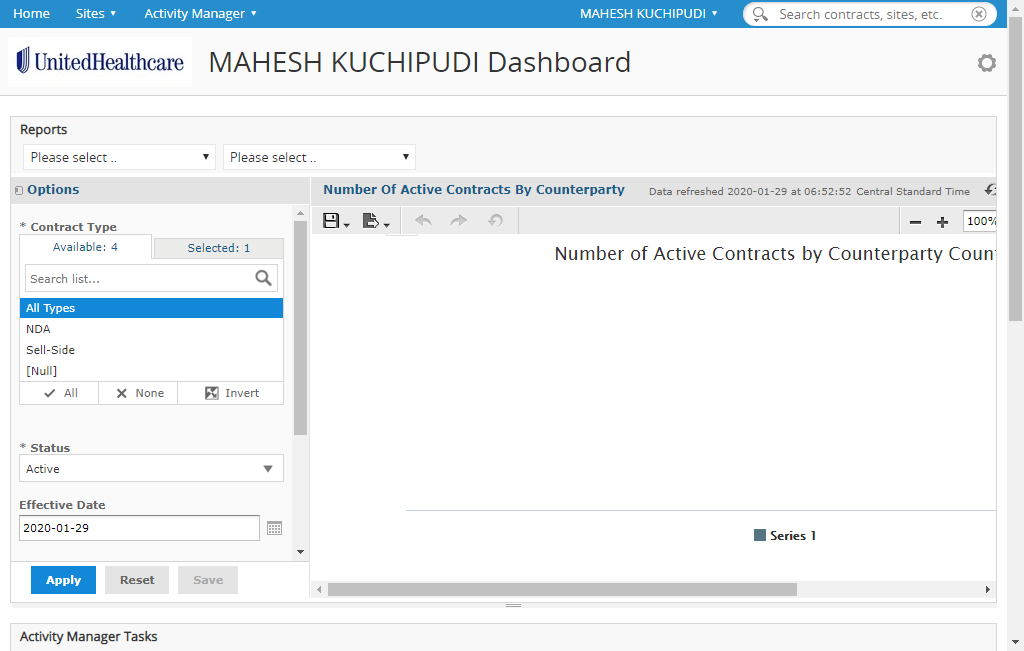 Home Sites Activity Manager MAHESH KUCHIPUDI Search contracts, sites, etc.
UnitedHealthcare MAHESH KUCHIPUDI Dashboard
Reports
Please select .. Please select ..
Options
Number Of Active Contracts By Counterparty Data refreshed 2020-01-29 at 06:52:52 Central Standard Time
* Contract Type
Available: 4 Selected: 1
100%
Search list...
Number of Active Contracts by Counterparty Coun
All Types
NDA
Sell-Side
[Null]
All None Invert
* Status
Active
Effective Date
2020-01-29
Series 1
Apply Reset Save
Activity Manager Tasks